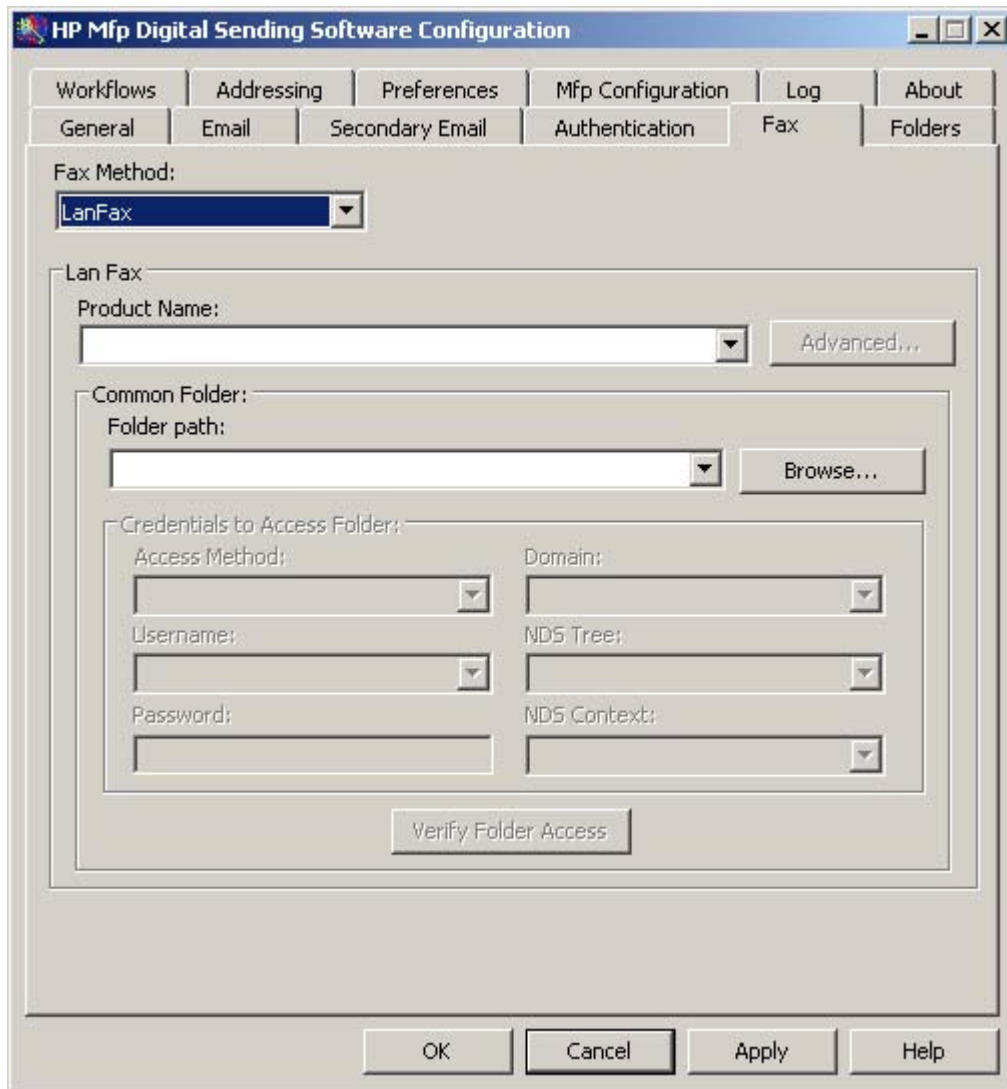 HP Mfp Digital Sending Software Configuration
Workflows Addressing Preferences Mfp Configuration Log About
General Email Secondary Email Authentication Fax Folders
Fax Method:
LanFax
Lan Fax
Product Name:
Advanced...
Common Folder:
Folder path:
Browse...
Credentials to Access Folder:
Access Method: Domain:
Username: NDS Tree:
Password: NDS Context:
Verify Folder Access
OK Cancel Apply Help